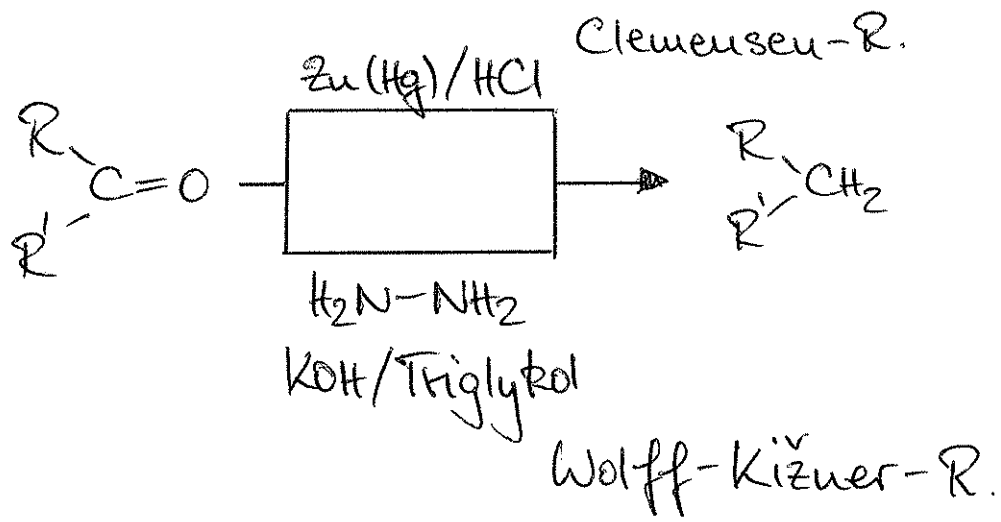 Clemensen-R.
Zn(Hg)/HCl
R
C=O
R'
R
CH₂
R'
H₂N-NH₂
KOH/Triglykol
Wolff-Kižner-R.